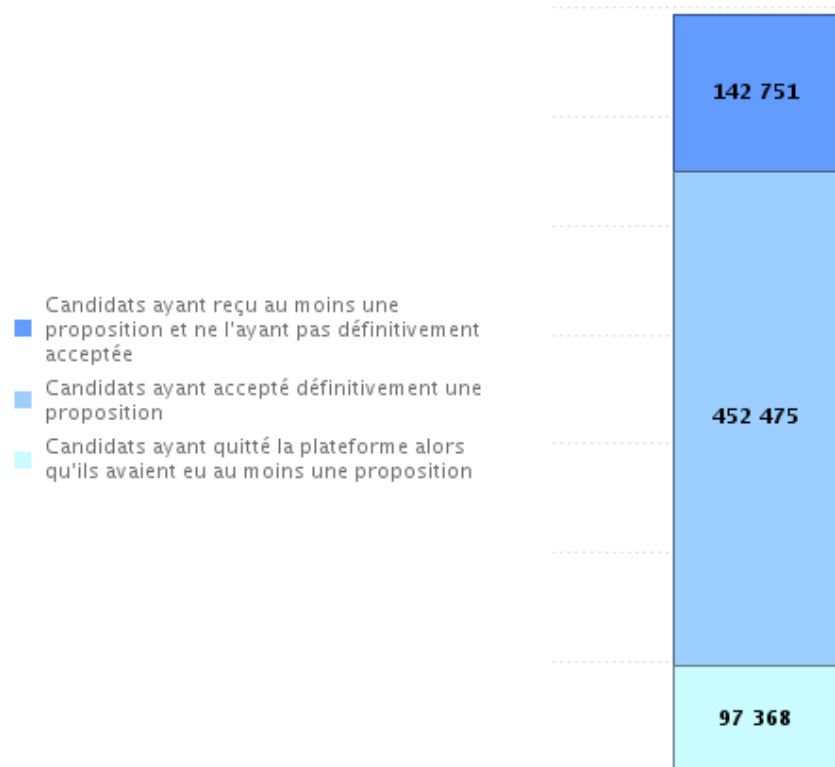 142 751
Candidats ayant reçu au moins une
proposition et ne l'ayant pas définitivement
acceptée
Candidats ayant accepté définitivement une
proposition
452 475
Candidats ayant quitté la plateforme alors
qu'ils avaient eu au moins une proposition
97 368